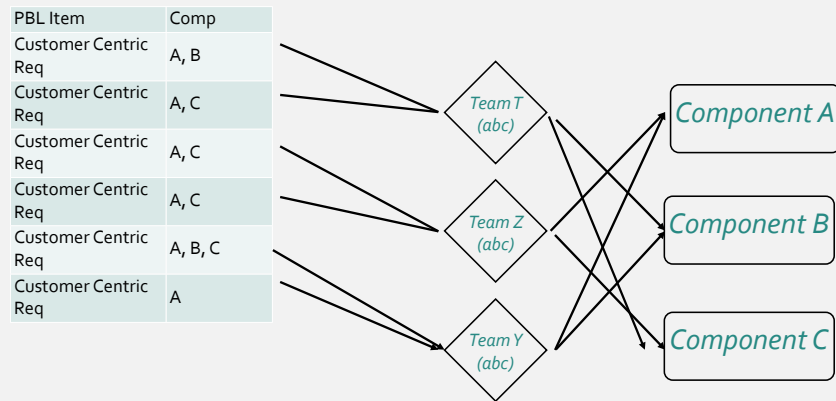 PBL Item Comp
Customer Centric
Req
A, B
Customer Centric
Req
A, C
Customer Centric
Req
A, C
Customer Centric
Req
A, C
Customer Centric
Req
A, B, C
Customer Centric
Req
A
Team T
(abc)
Team Z
(abc)
Team Y
(abc)
Component A
Component B
Component C